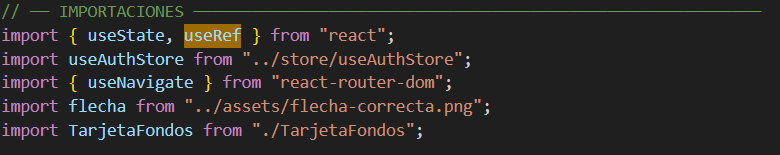 // ── IMPORTACIONES ──────────────────────────────────────────────────────────
import { useState, useRef } from "react";
import useAuthStore from "../store/useAuthStore";
import { useNavigate } from "react-router-dom";
import flecha from "../assets/flecha-correcta.png";
import TarjetaFondos from "./TarjetaFondos";